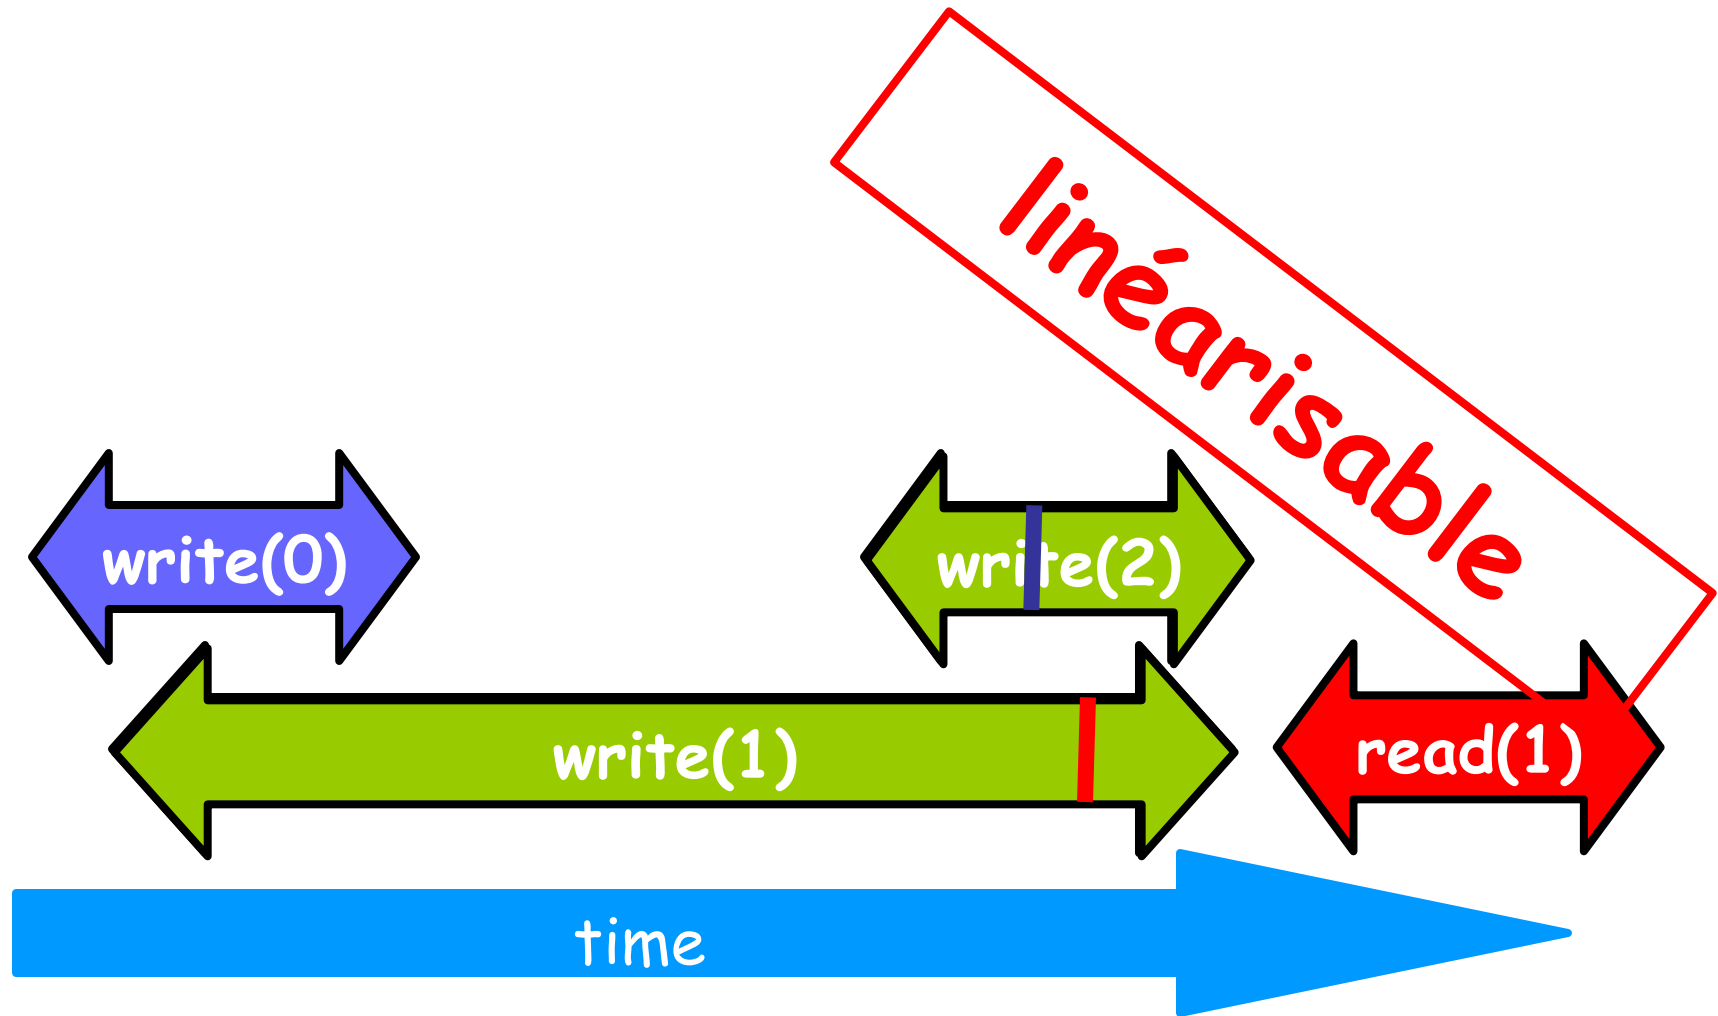 linéarisable
write(0)
write(2)
write(1)
read(1)
time